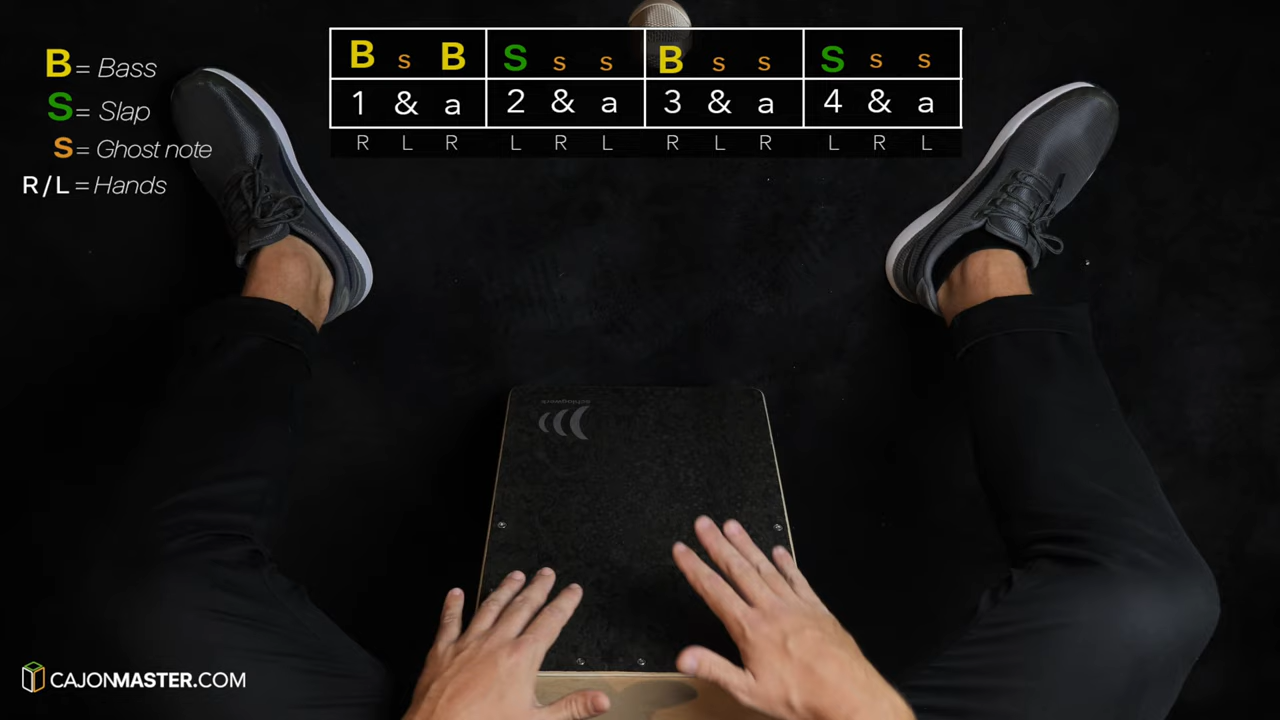 B = Bass
S = Slap
s = Ghost note
R / L = Hands
B s B S s s B s s S s s
1 & a 2 & a 3 & a 4 & a
R L R L R L R L R L R L
CAJONMASTER.COM